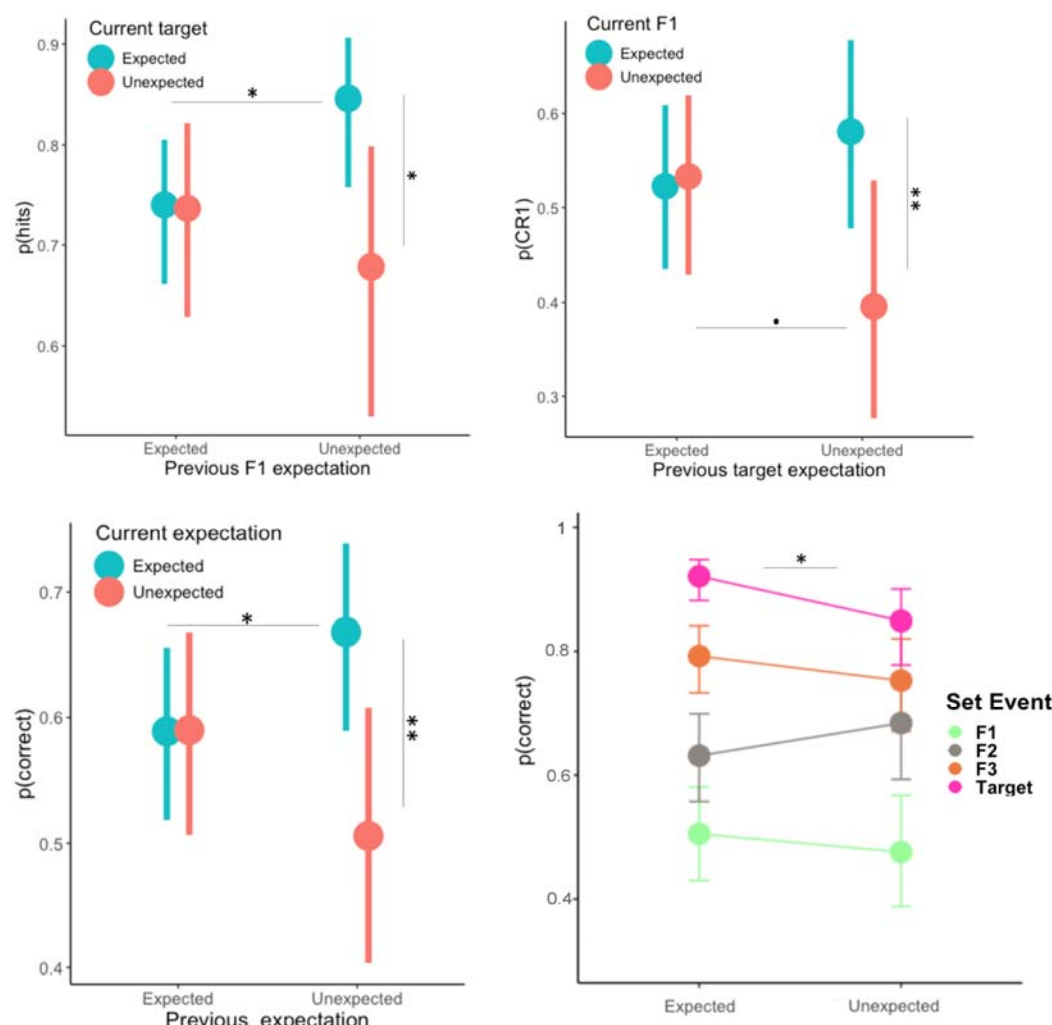 Current target
Expected
Unexpected
*
*
0.9
0.8
0.7
0.6
p(hits)
Expected
Unexpected
Previous F1 expectation
Current F1
Expected
Unexpected
**
•
0.6
0.5
0.4
0.3
p(CR1)
Expected
Unexpected
Previous target expectation
Current expectation
Expected
Unexpected
*
**
0.7
0.6
0.5
0.4
p(correct)
Expected
Unexpected
Previous expectation
1
0.8
0.6
0.4
p(correct)
*
Set Event
F1
F2
F3
Target
Expected
Unexpected